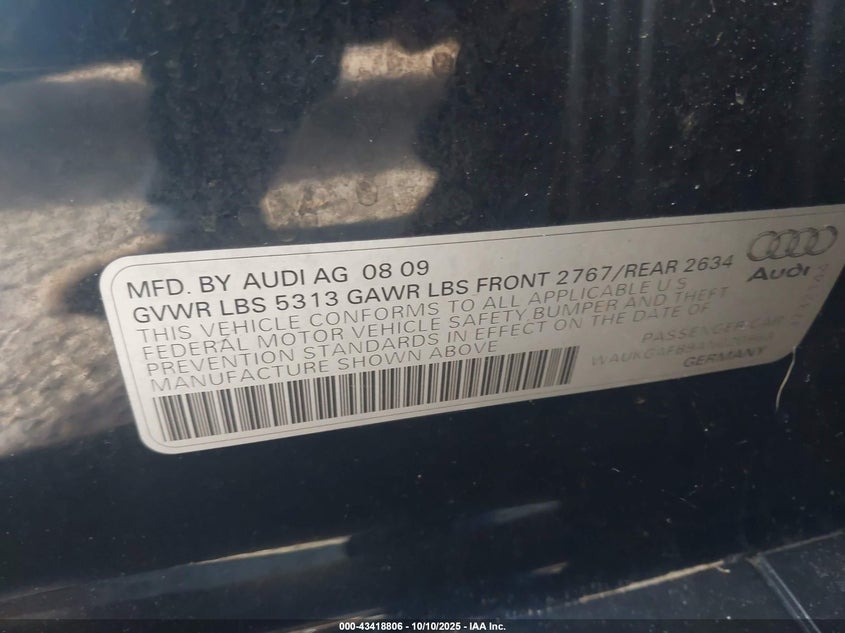 MFD. BY AUDI AG 08 09
GVWR LBS 5313 GAWR LBS FRONT 2767/REAR 2634
THIS VEHICLE CONFORMS TO ALL APPLICABLE U S
FEDERAL MOTOR VEHICLE SAFETY, BUMPER AND THEFT
PREVENTION STANDARDS IN EFFECT ON THE DATE OF
MANUFACTURE SHOWN ABOVE
Audi
PASSENGER CAR
GERMANY
000-43418806 - 10/10/2025 - IAA Inc.